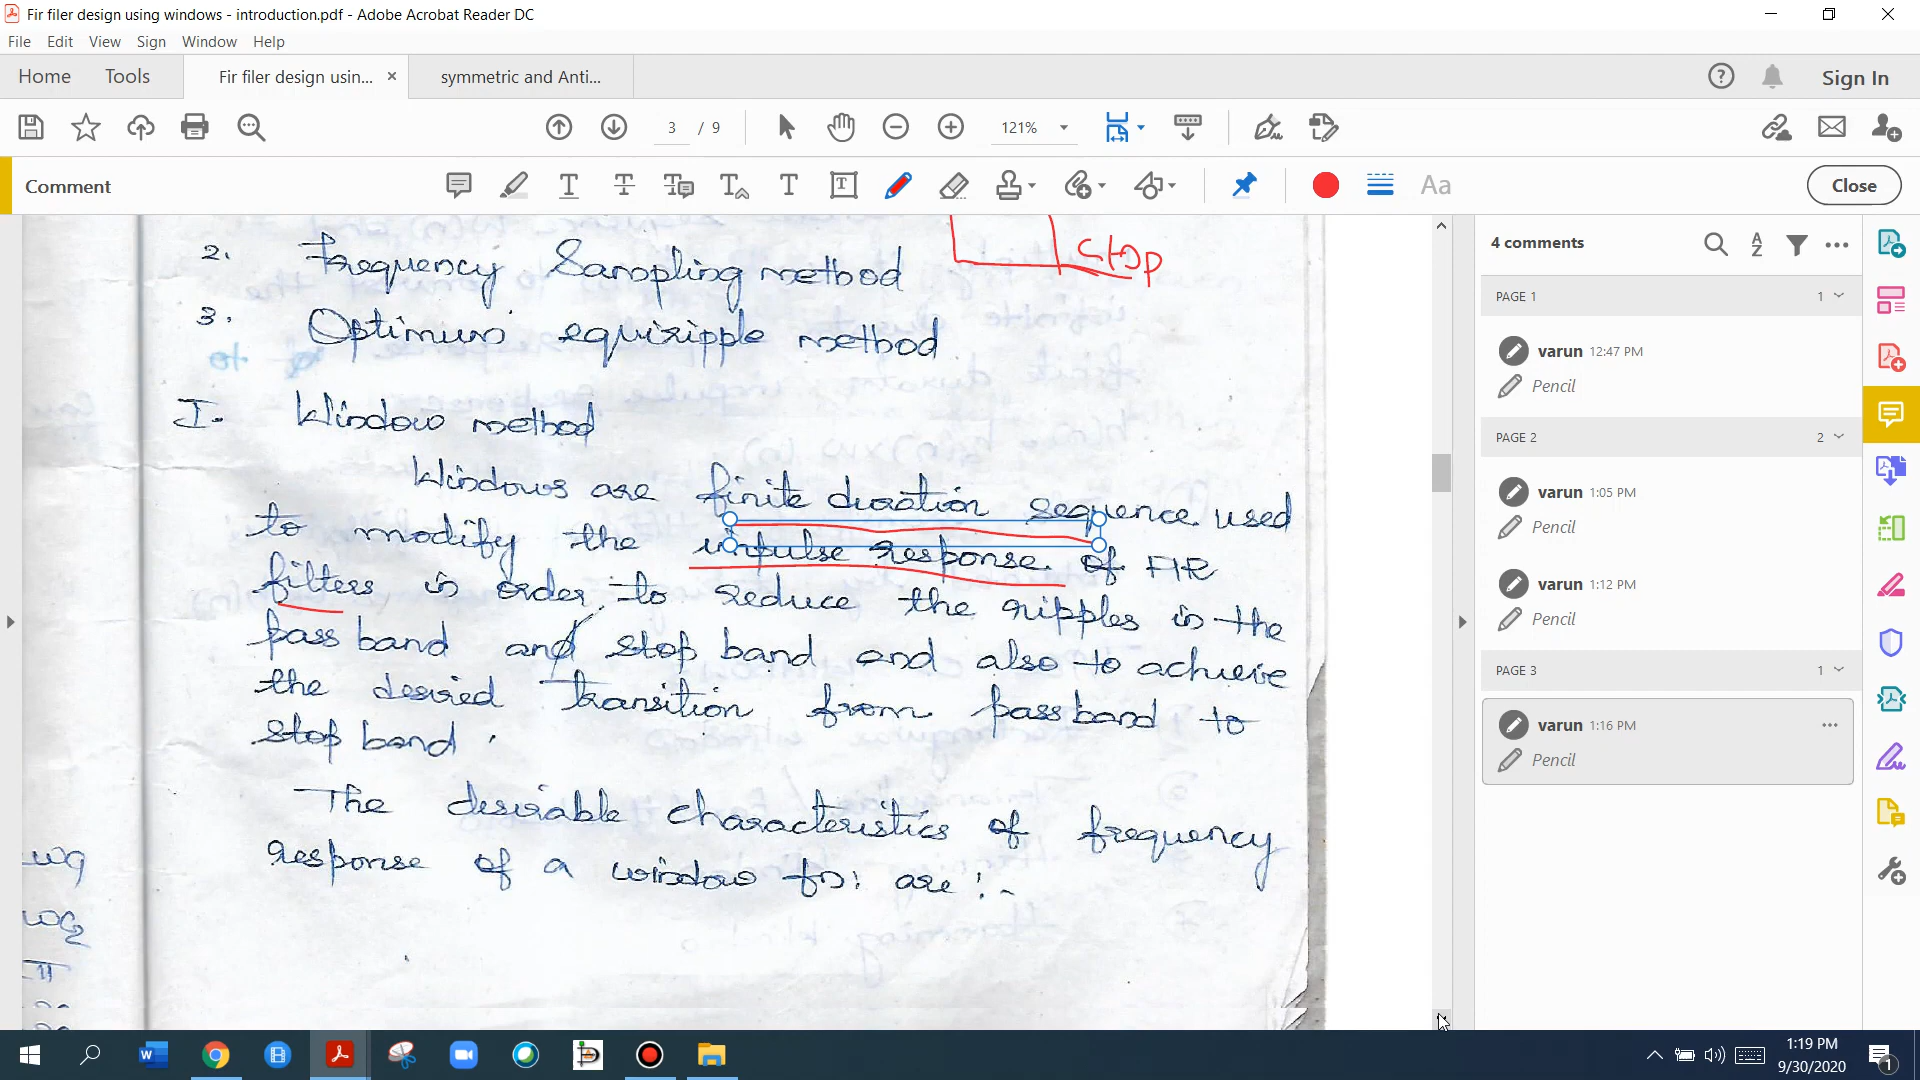 Fir filer design using windows - introduction.pdf - Adobe Acrobat Reader DC
File Edit View Sign Window Help
Home Tools Fir filer design usin... × symmetric and Anti... Sign In
3 / 9 121%
Comment Aa Close
stop
2. Frequency Sampling method
3. Optimum equiripple method
I. Window method
Windows are finite duration sequence used
to modify the impulse response of FIR
filters in order to reduce the ripples in the
pass band and stop band and also to achieve
the desired transition from pass band to
stop band.
The desirable characteristics of frequency
response of a window fn: are :-
4 comments
PAGE 1 1
varun 12:47 PM
Pencil
PAGE 2 2
varun 1:05 PM
Pencil
varun 1:12 PM
Pencil
PAGE 3 1
varun 1:16 PM
Pencil
1:19 PM
9/30/2020
1